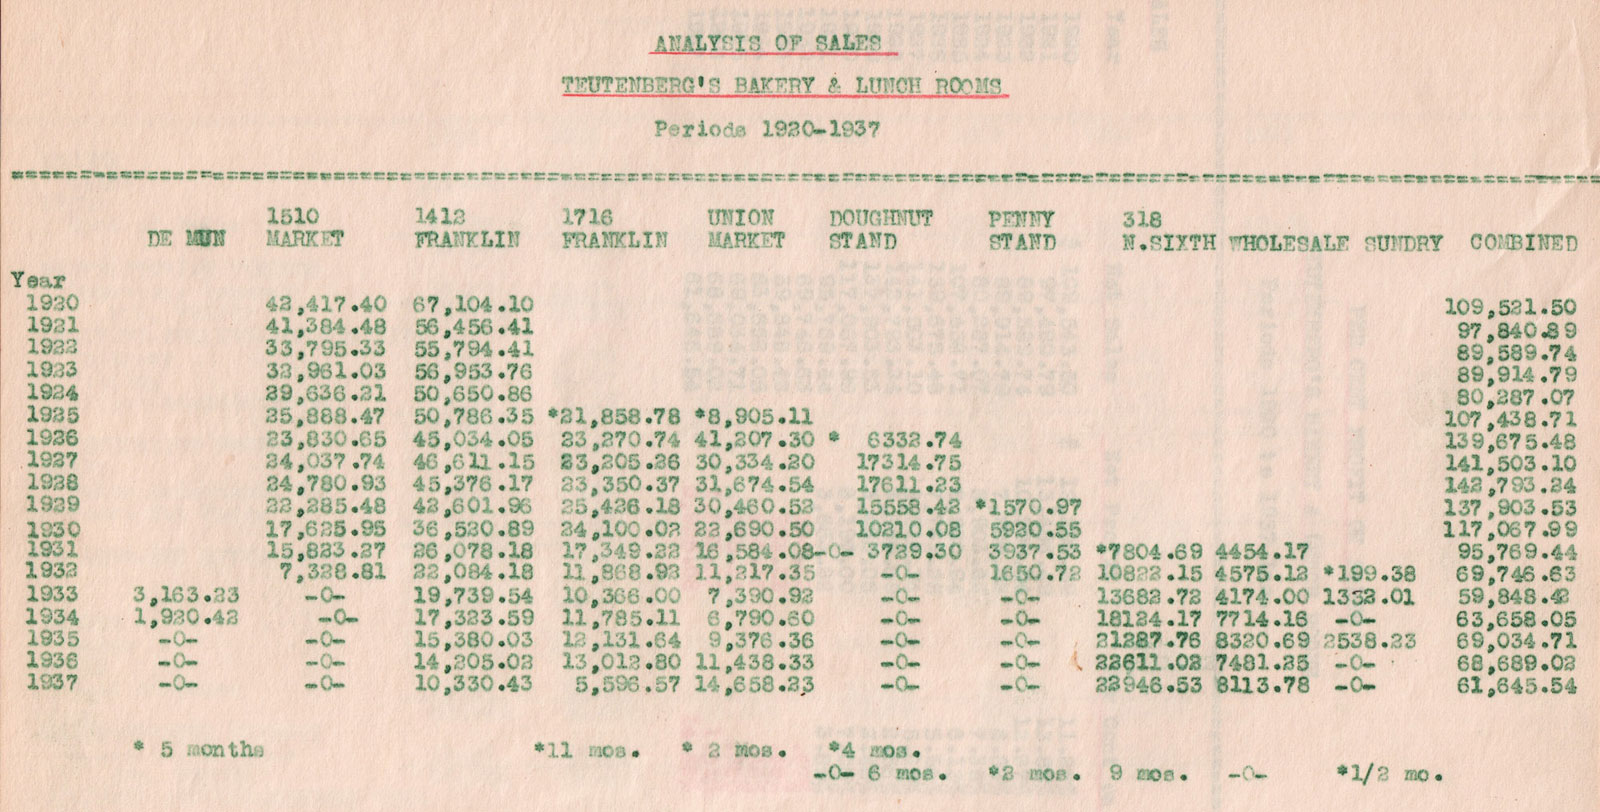 ANALYSIS OF SALES
TEUTENBERG'S BAKERY & LUNCH ROOMS
Periods 1920-1937
1510 1412 1716 UNION DOUGHNUT PENNY 318
DE MUN MARKET FRANKLIN FRANKLIN MARKET STAND STAND N.SIXTH WHOLESALE SUNDRY COMBINED
Year
1920 42,417.40 67,104.10 109,521.50
1921 41,384.48 56,456.41 97,840.89
1922 33,795.33 55,794.41 89,589.74
1923 32,961.03 56,953.76 89,914.79
1924 29,636.21 50,650.86 80,287.07
1925 25,888.47 50,786.35 *21,858.78 *8,905.11 107,438.71
1926 23,830.65 45,034.05 23,270.74 41,207.30 * 6332.74 139,675.48
1927 24,037.74 46,611.15 23,205.26 30,334.20 17314.75 141,503.10
1928 24,780.93 45,376.17 23,350.37 31,674.54 17611.23 142,793.24
1929 22,285.48 42,601.96 25,426.18 30,460.52 15558.42 *1570.97 137,903.53
1930 17,625.95 36,520.89 24,100.02 22,690.50 10210.08 5920.55 117,067.99
1931 15,823.27 26,078.18 17,349.22 16,584.08-0- 3729.30 3937.53 *7804.69 4454.17 95,769.44
1932 7,328.81 22,084.18 11,868.92 11,217.35 -0- 1650.72 10822.15 4575.12 *199.38 69,746.63
1933 3,163.23 -0- 19,739.54 10,366.00 7,390.92 -0- -0- 13682.72 4174.00 1332.01 59,848.42
1934 1,920.42 -0- 17,323.59 11,785.11 6,790.60 -0- -0- 18124.17 7714.16 -0- 63,658.05
1935 -0- -0- 15,380.03 12,131.64 9,376.36 -0- -0- 21287.76 8320.69 2538.23 69,034.71
1936 -0- -0- 14,205.02 13,012.80 11,438.33 -0- -0- 22611.02 7481.25 -0- 68,689.02
1937 -0- -0- 10,330.43 5,596.57 14,658.23 -0- -0- 22946.53 8113.78 -0- 61,645.54
* 5 months *11 mos. * 2 mos. *4 mos.
-0- 6 mos. *2 mos. 9 mos. -0- *1/2 mo.